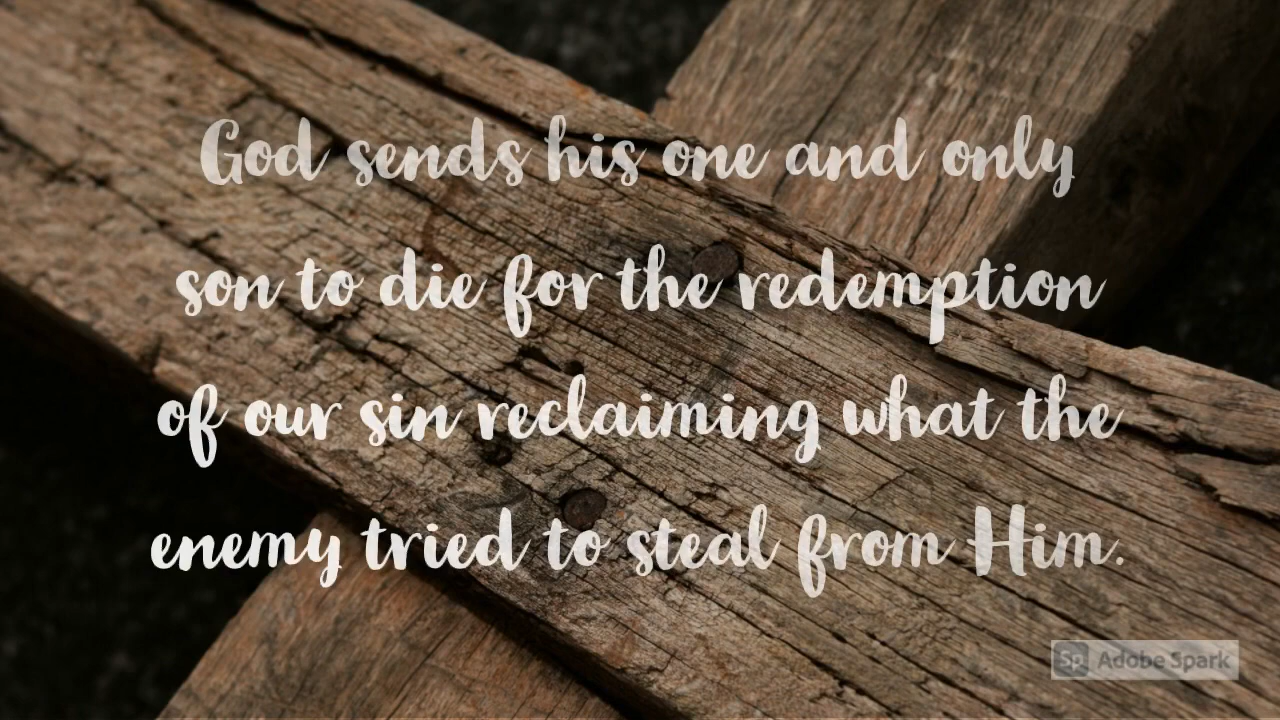 God sends his one and only
son to die for the redemption
of our sin reclaiming what the
enemy tried to steal from Him.
Sp Adobe Spark